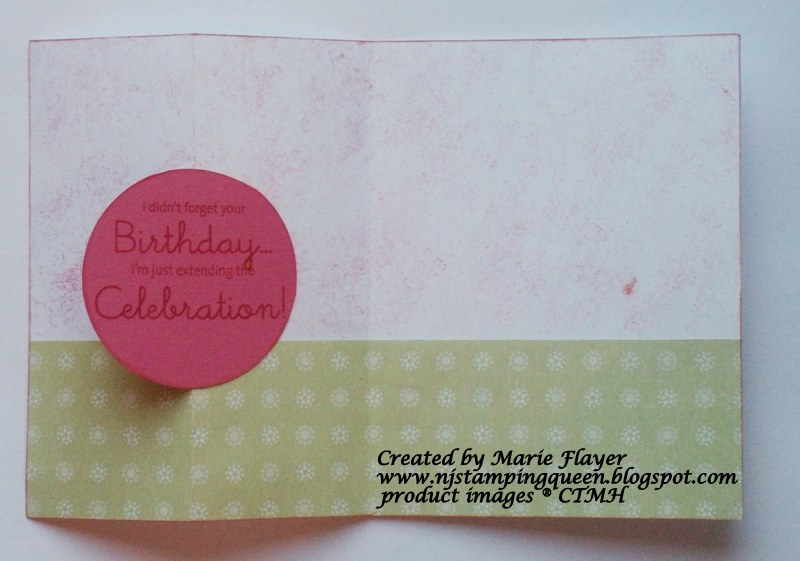 I didn't forget your
Birthday...
I'm just extending the
Celebration!
Created by Marie Flayer
www.njstampingqueen.blogspot.com
product images ® CTMH